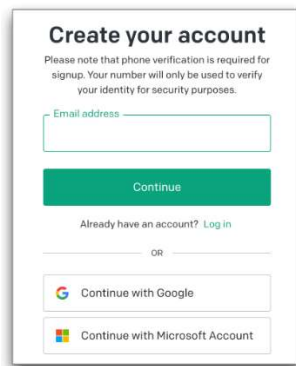 Create your account
Please note that phone verification is required for
signup. Your number will only be used to verify
your identity for security purposes.
Email address
Continue
Already have an account? Log in
OR
Continue with Google
Continue with Microsoft Account